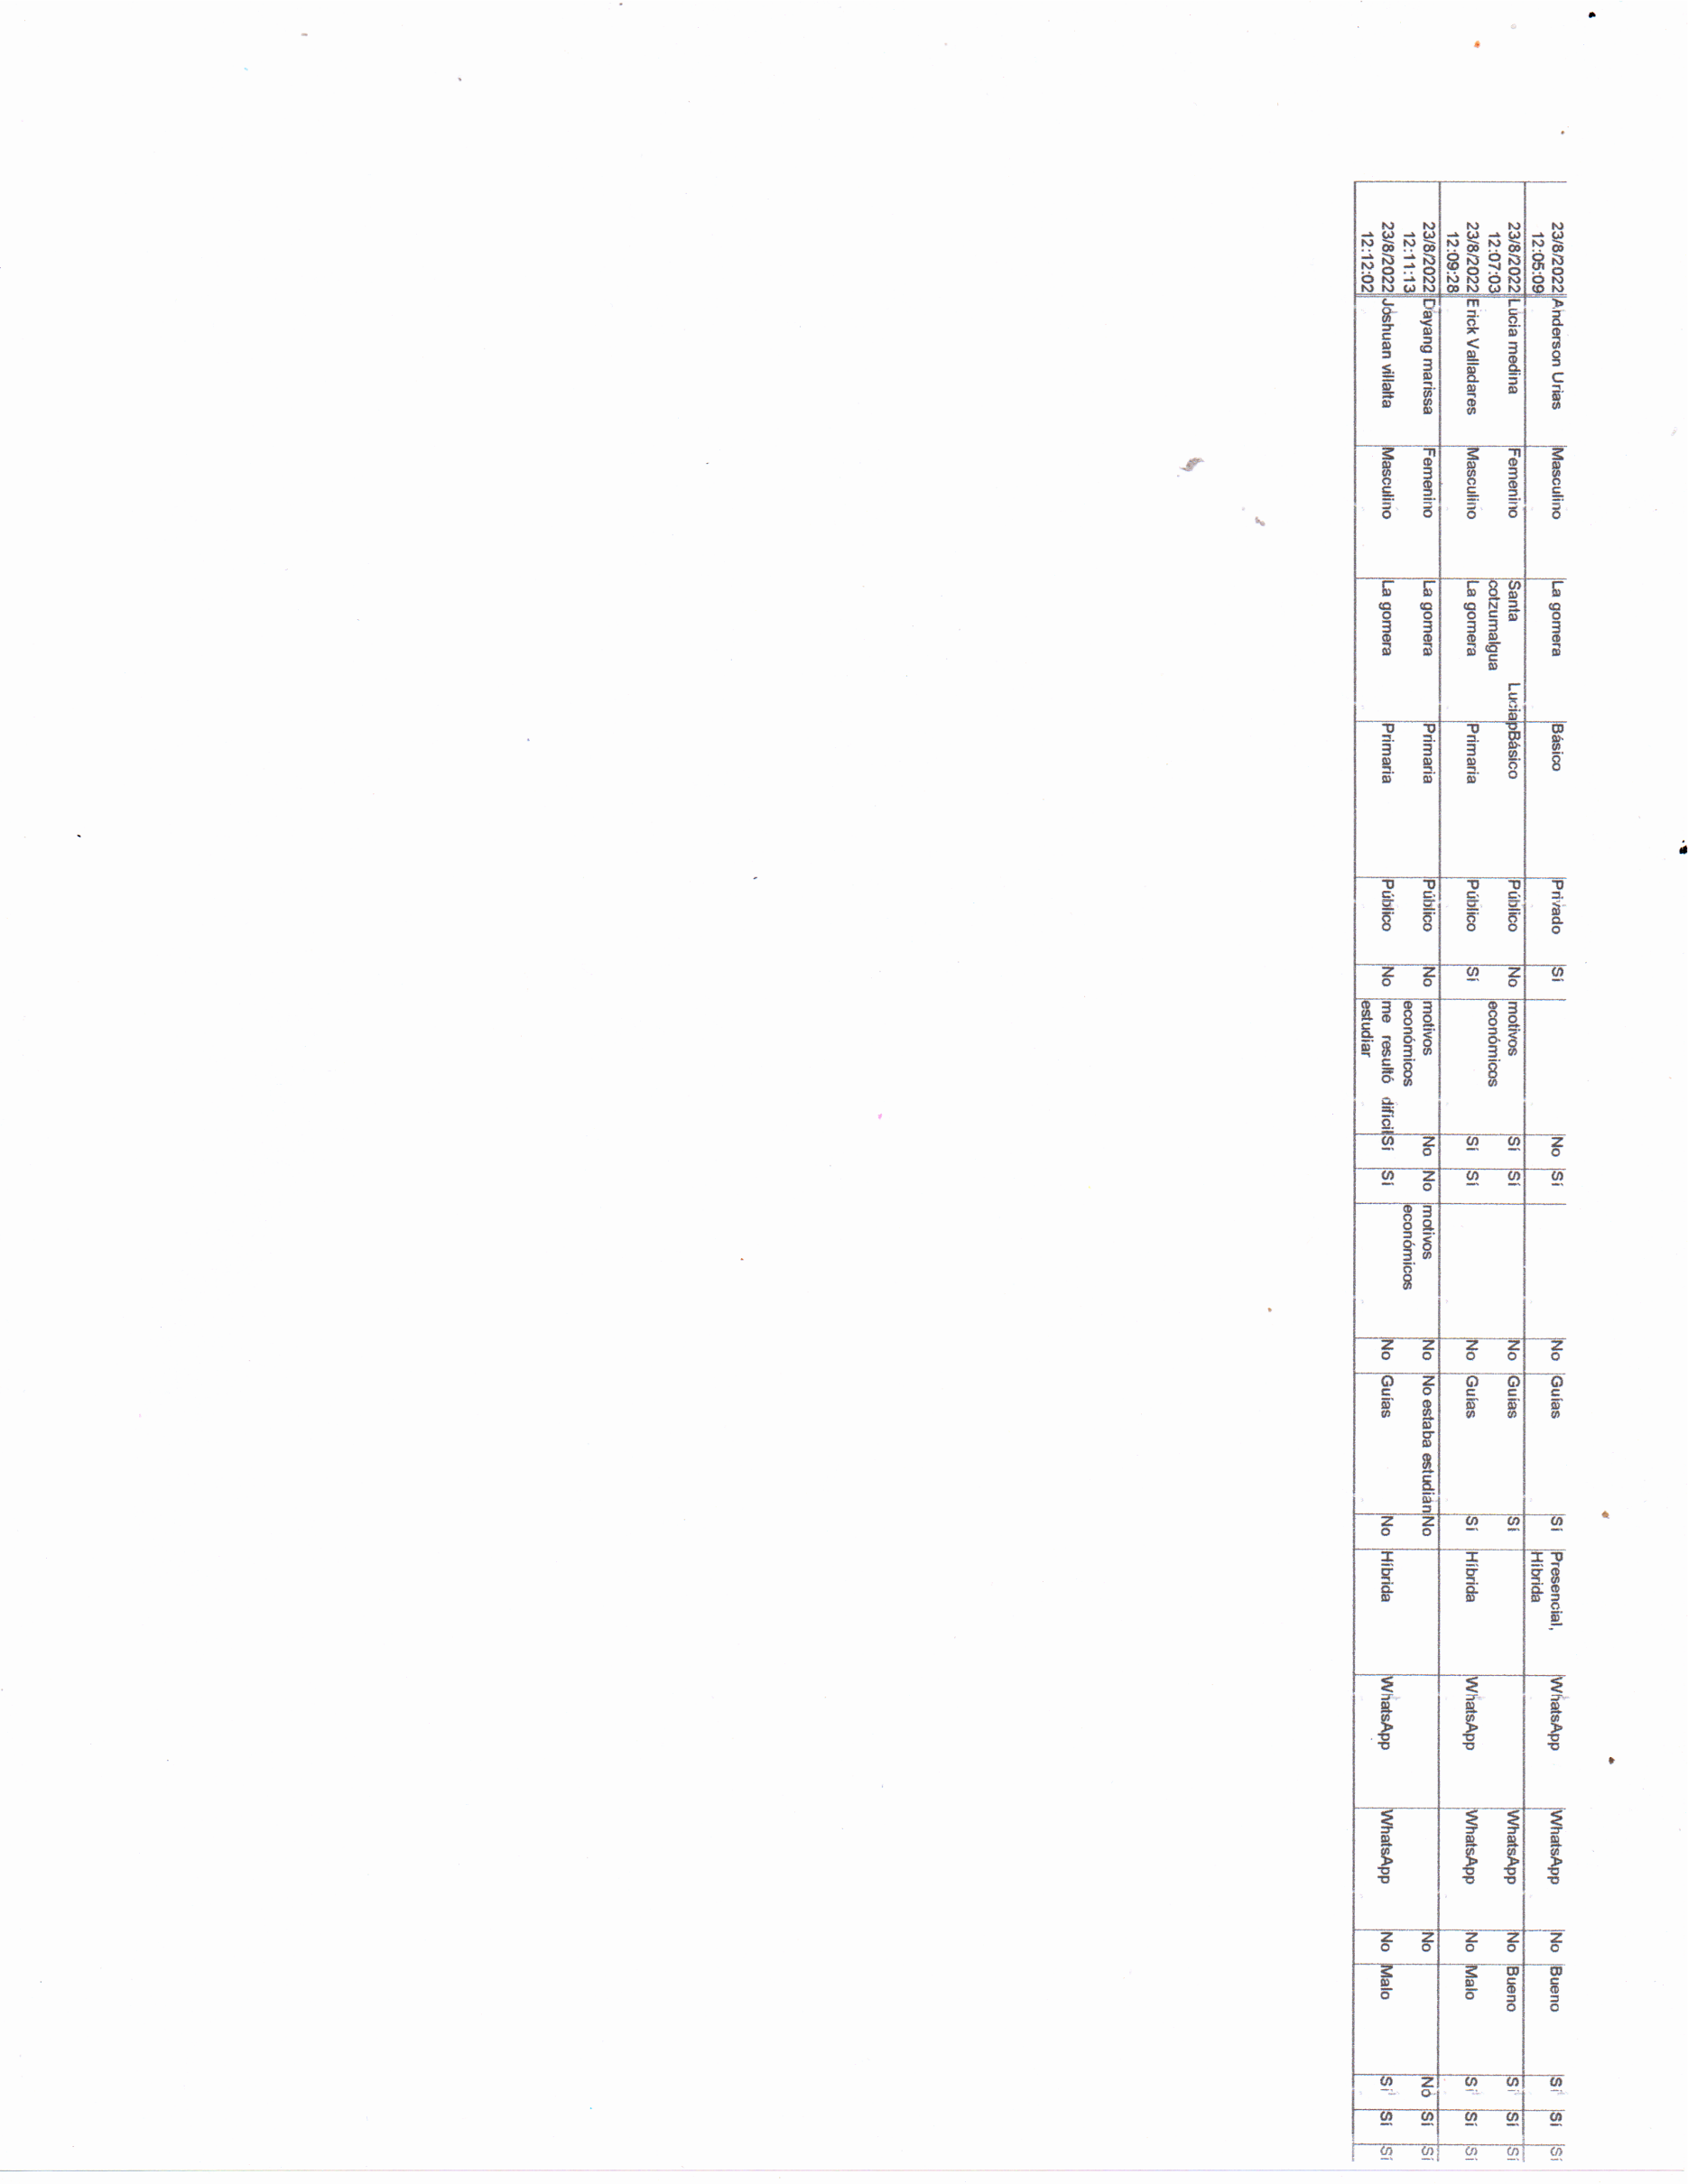 23/8/2022 Anderson Urias Masculino La gomera Básico Privado Sí No Sí No Guías Sí Presencial, WhatsApp WhatsApp No Bueno Sí Sí Sí
12:05:09 Híbrida
23/8/2022 Lucia medina Femenino Santa Lucíap Básico Público No motivos Sí Sí No Guías Sí WhatsApp No Bueno Sí Sí Sí
12:07:03 cotzumalgua económicos
23/8/2022 Erick Valladares Masculino La gomera Primaria Público Sí Sí Sí No Guías Sí Híbrida WhatsApp WhatsApp No Malo Sí Sí Sí
12:09:28
23/8/2022 Dayang marissa Femenino La gomera Primaria Público No motivos No No motivos No No estaba estudian No No No Sí Sí
12:11:13 económicos económicos
23/8/2022 Jóshuan villalta Masculino La gomera Primaria Público No me resultó difícil Sí Sí No Guías No Híbrida WhatsApp WhatsApp No Malo Sí Sí Sí
12:12:02 estudiar